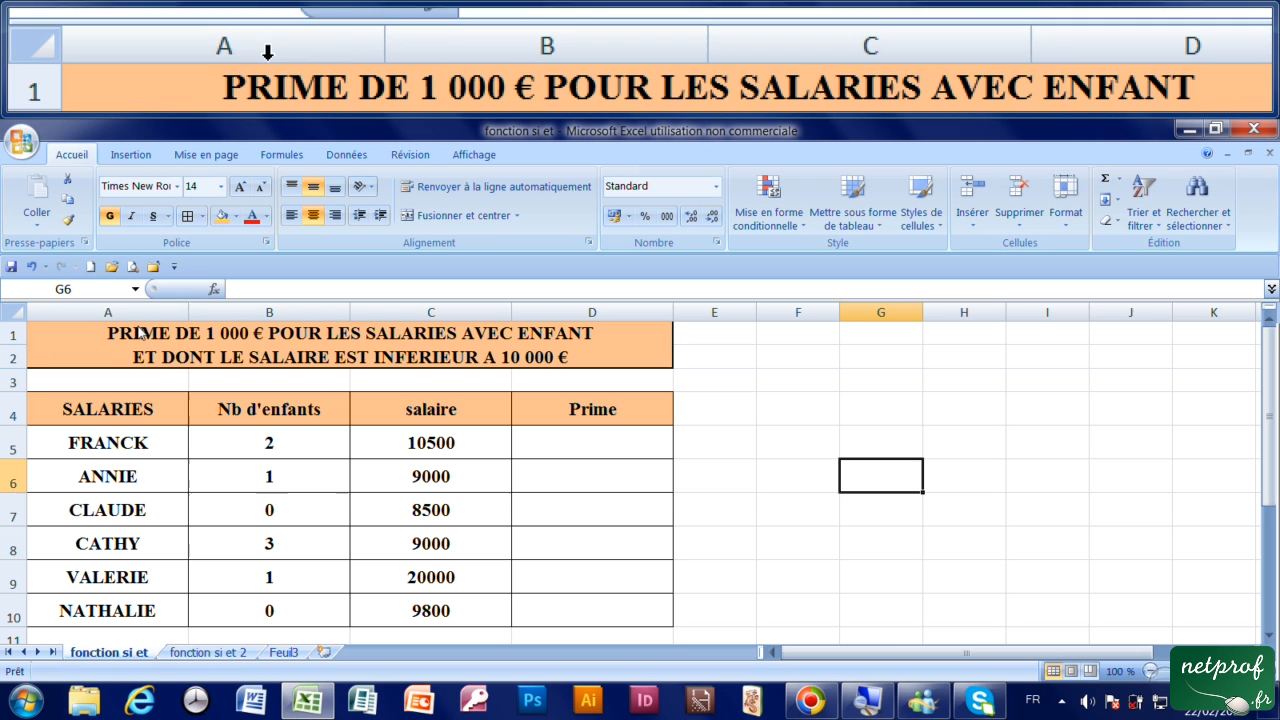 A B C D
1 PRIME DE 1 000 € POUR LES SALARIES AVEC ENFANT
fonction si et - Microsoft Excel utilisation non commerciale
Accueil Insertion Mise en page Formules Données Révision Affichage
Coller
Presse-papiers
Times New Roi 14
G I S A
Police
Renvoyer à la ligne automatiquement
Fusionner et centrer
Alignement
Standard
% 000
Nombre
Mise en forme conditionnelle
Mettre sous forme de tableau
Styles de cellules
Style
Insérer Supprimer Format
Cellules
Trier et filtrer
Rechercher et sélectionner
Édition
G6 fx
A B C D E F G H I J K
1 PRIME DE 1 000 € POUR LES SALARIES AVEC ENFANT
2 ET DONT LE SALAIRE EST INFERIEUR A 10 000 €
3
4 SALARIES Nb d'enfants salaire Prime
5 FRANCK 2 10500
6 ANNIE 1 9000
7 CLAUDE 0 8500
8 CATHY 3 9000
9 VALERIE 1 20000
10 NATHALIE 0 9800
11
fonction si et fonction si et 2 Feuil3
Prêt 100 %
Ps Ai Id FR
netprof
.fr